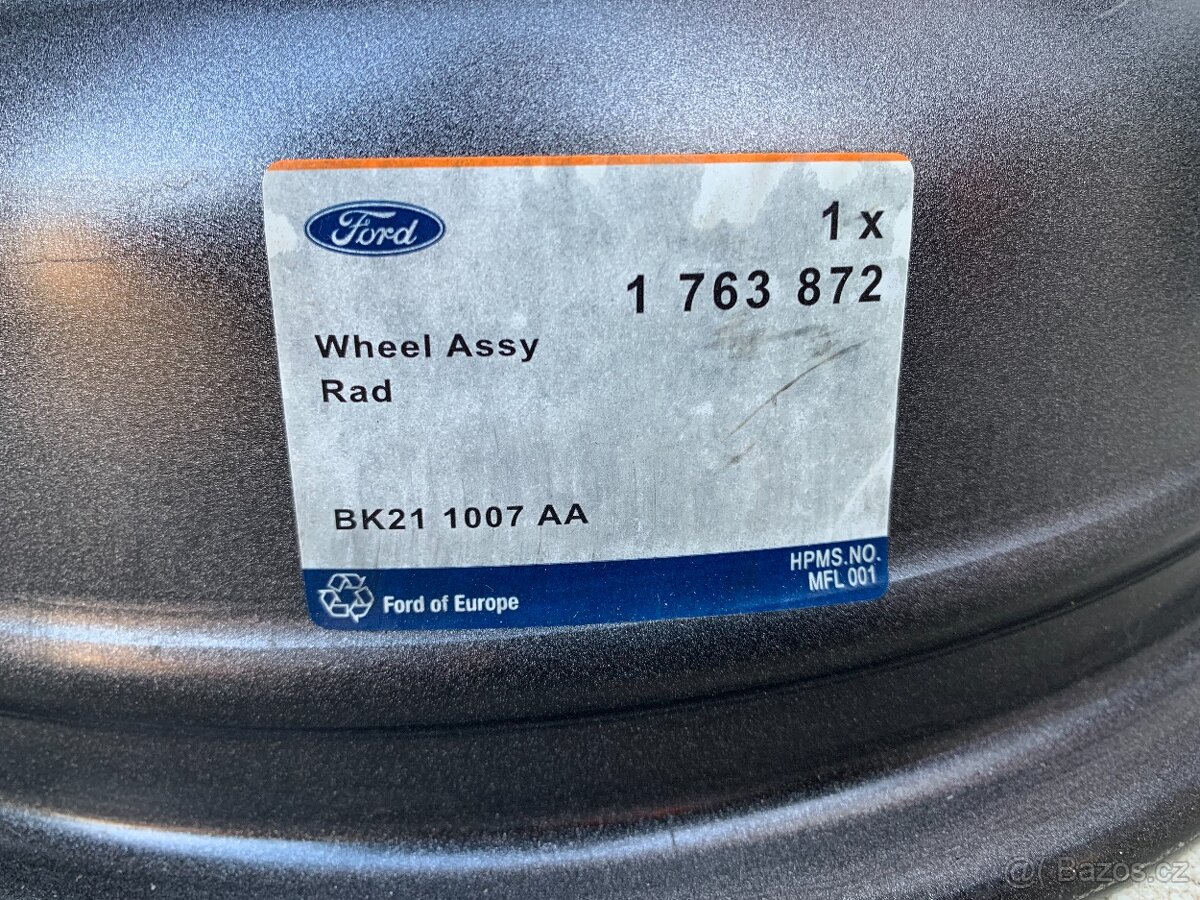 Ford
1 x
1 763 872
Wheel Assy
Rad
BK21 1007 AA
HPMS.NO.
MFL 001
Ford of Europe
@ Bazos.cz